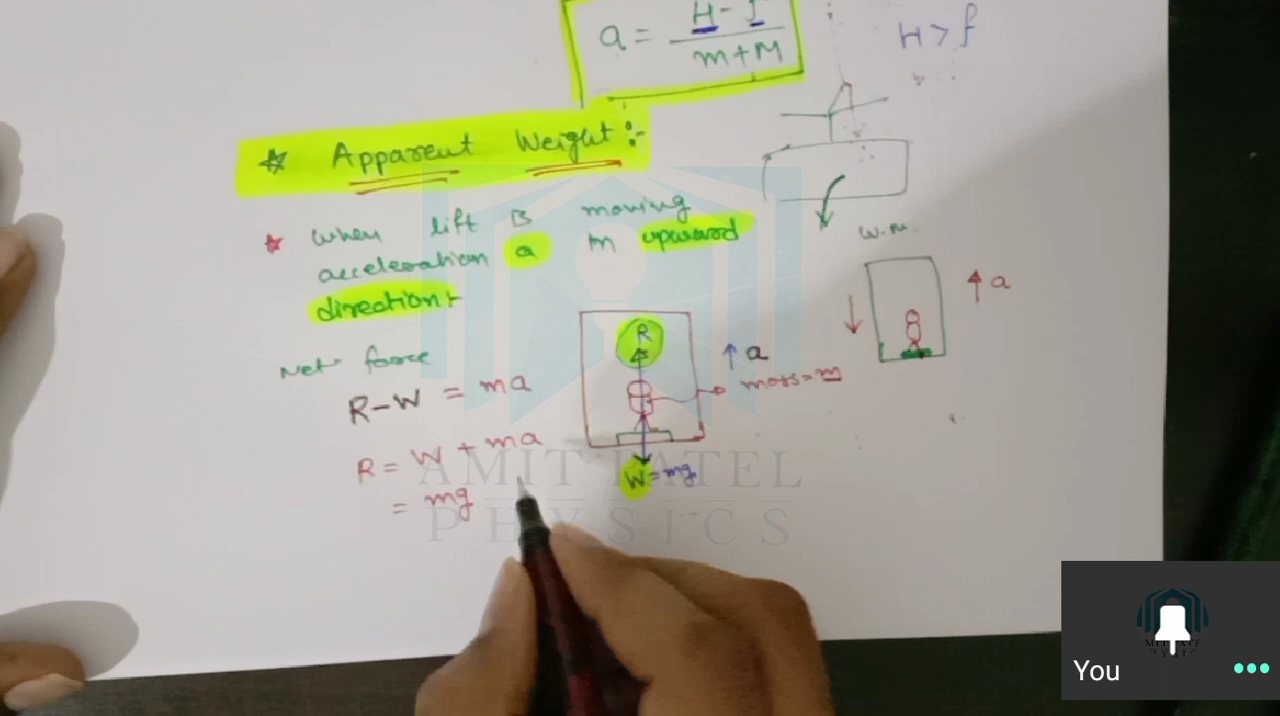 a = H - f
m + M
H > f
☆ Apparent Weight :-
★ when lift is moving
acceleration a in upward
direction
w.m.
↑ a
Net force
R
↑ a
mass = m
R - W = ma
R = W + ma
W = mg
= mg
AMIT PATEL
PHYSICS
You